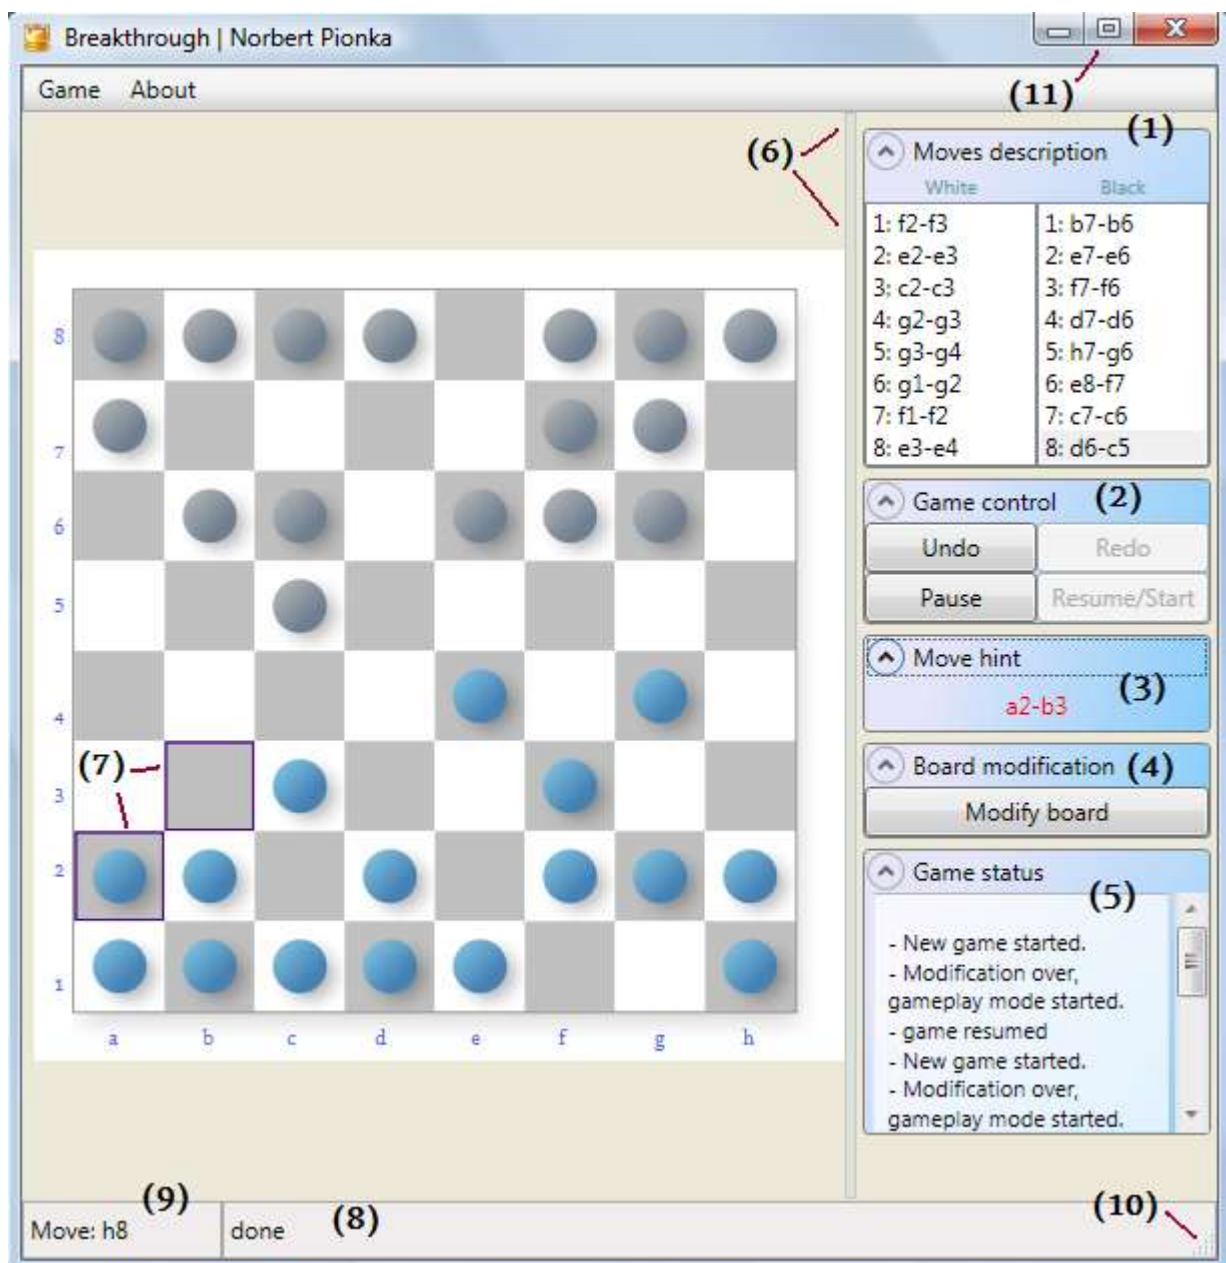 Breakthrough | Norbert Pionka
Game About
(11)
(1)
(6)
Moves description
White Black
1: f2-f3 1: b7-b6
2: e2-e3 2: e7-e6
3: c2-c3 3: f7-f6
4: g2-g3 4: d7-d6
5: g3-g4 5: h7-g6
6: g1-g2 6: e8-f7
7: f1-f2 7: c7-c6
8: e3-e4 8: d6-c5
Game control (2)
Undo Redo
Pause Resume/Start
Move hint
(3)
a2-b3
Board modification (4)
Modify board
Game status
(5)
- New game started.
- Modification over,
gameplay mode started.
- game resumed
- New game started.
- Modification over,
gameplay mode started.
8
7
6
5
4
(7)
3
2
1
a b c d e f g h
(9)
Move: h8
done
(8)
(10)